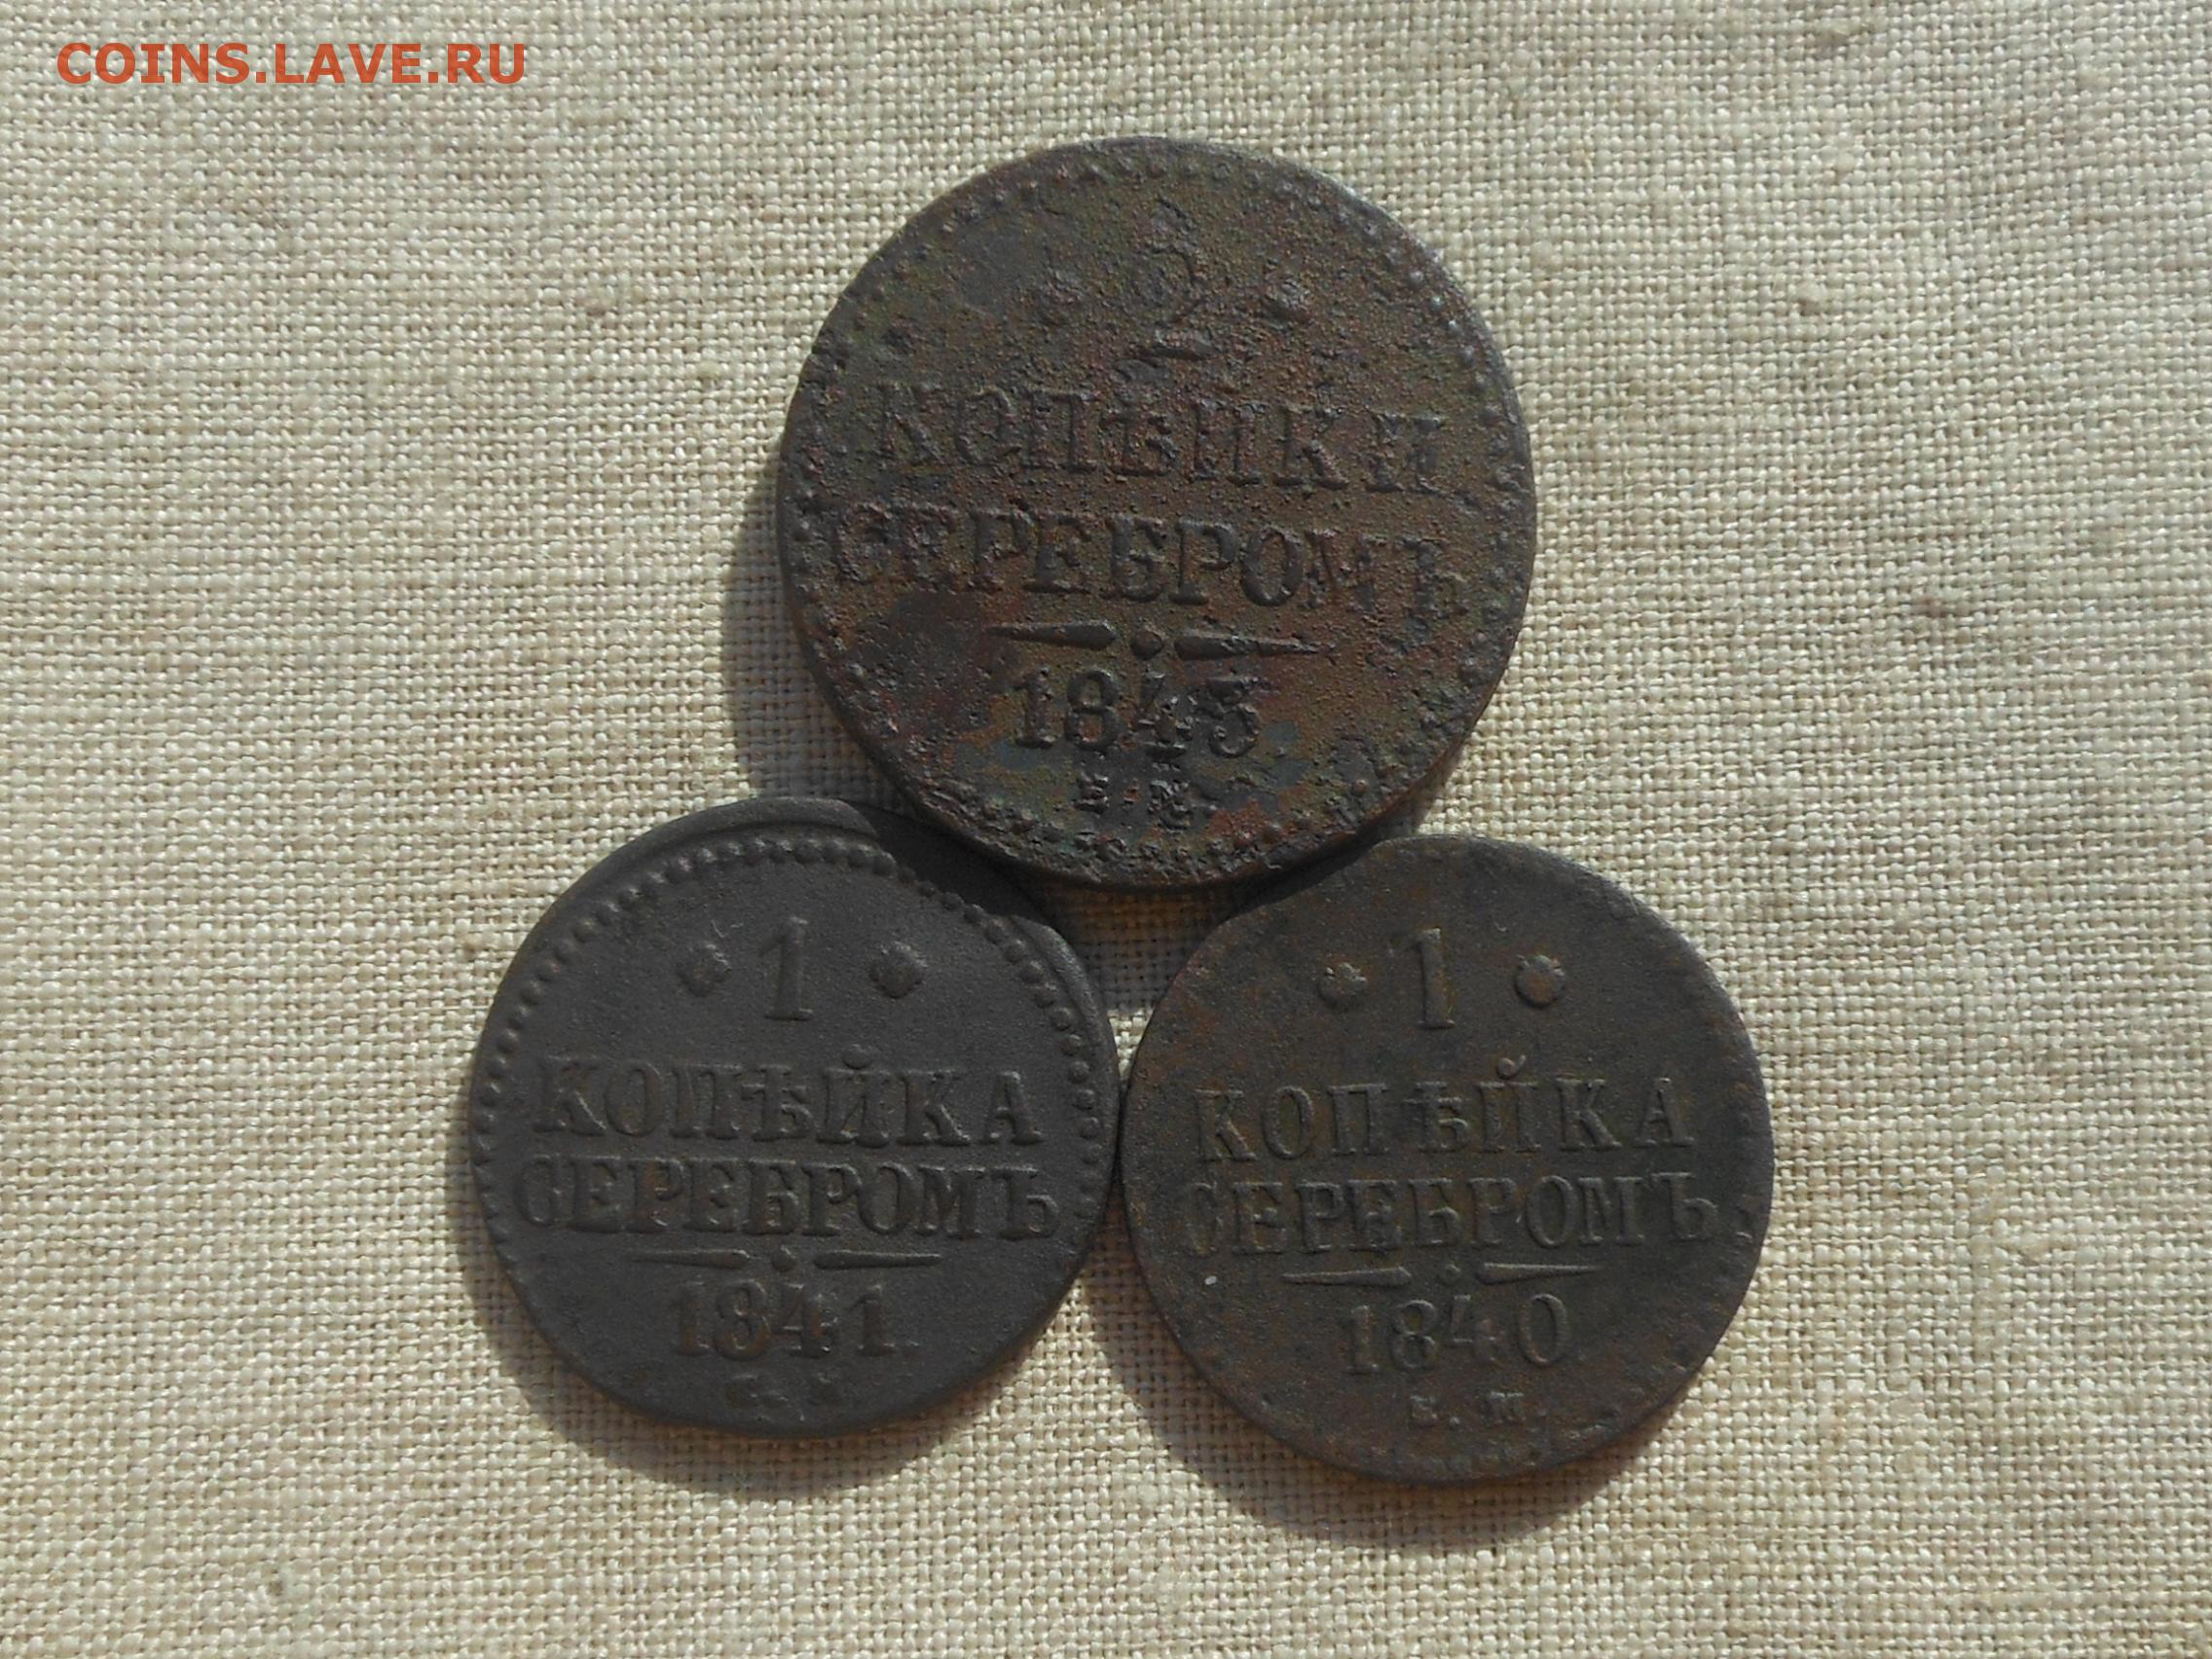 COINS.LAVE.RU
2
КОПѢЙКИ
СЕРЕБРОМЪ
1843
Е.М.
1
КОПѢЙКА
СЕРЕБРОМЪ
1841
1
КОПѢЙКА
СЕРЕБРОМЪ
1840
Е.М.